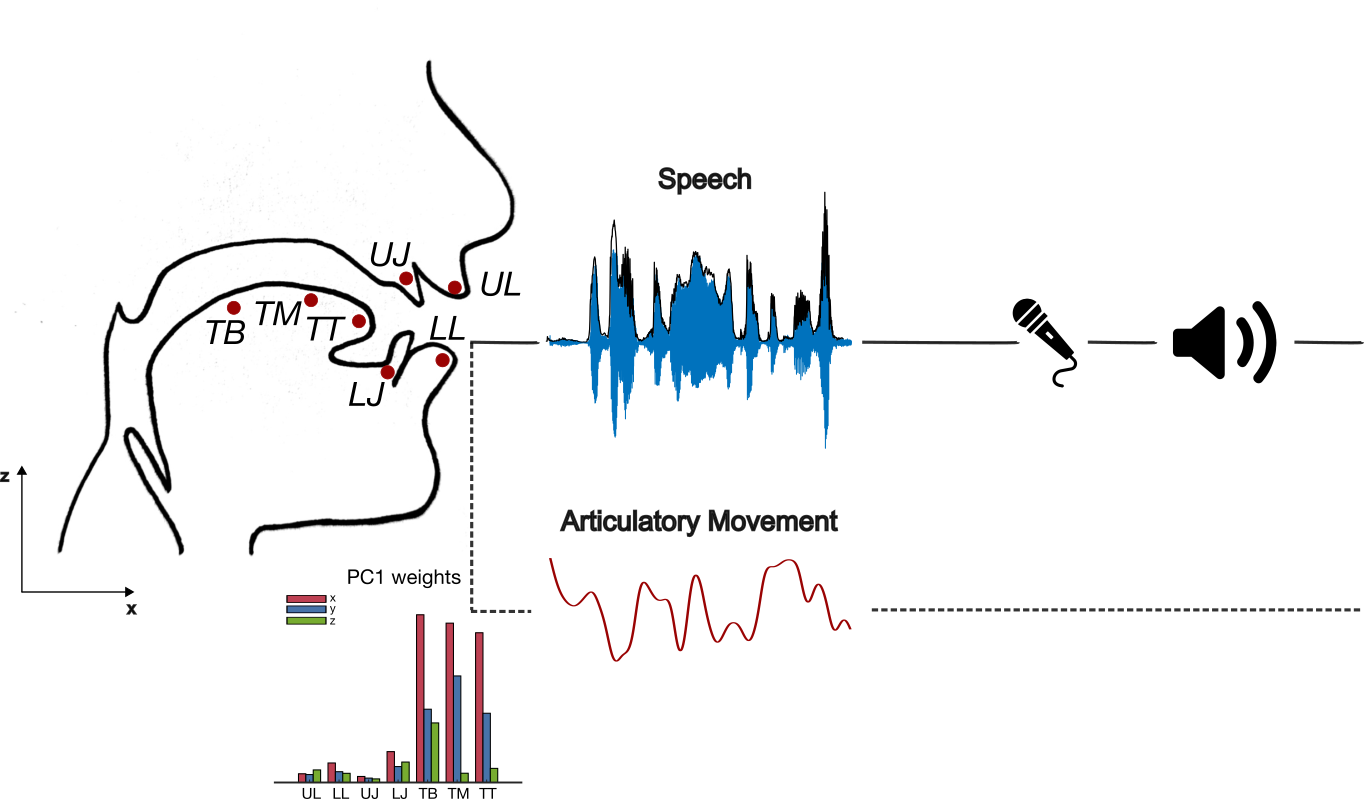 Speech
UJ
UL
TB
TM
TT
LL
LJ
z
x
Articulatory Movement
PC1 weights
x
y
z
UL LL UJ LJ TB TM TT